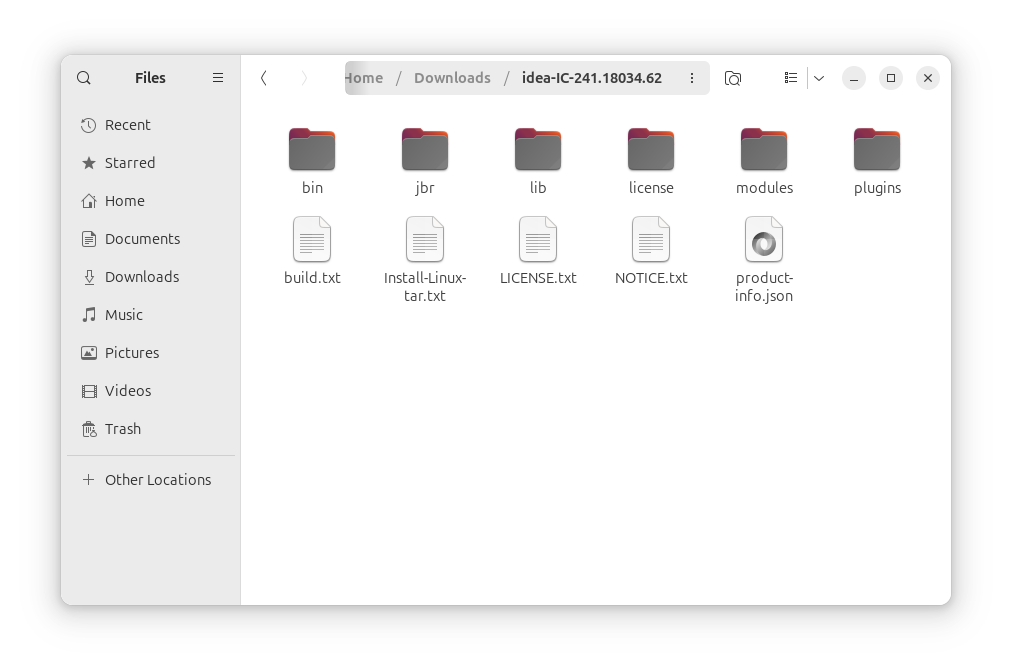 Files
Home / Downloads / idea-IC-241.18034.62
Recent
Starred
Home
Documents
Downloads
Music
Pictures
Videos
Trash
Other Locations
bin
jbr
lib
license
modules
plugins
build.txt
Install-Linux-
tar.txt
LICENSE.txt
NOTICE.txt
product-
info.json